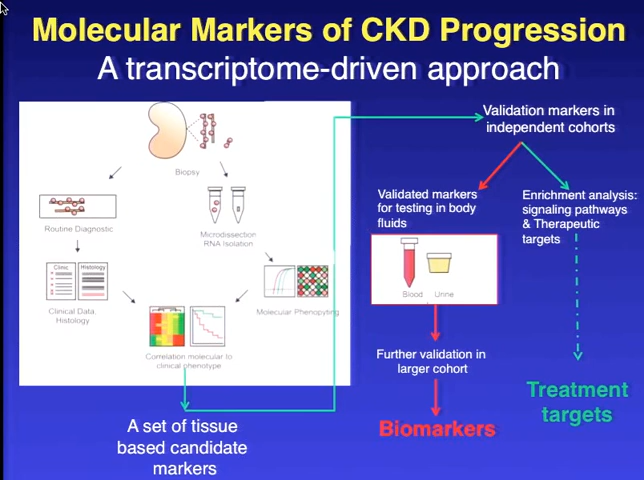 Molecular Markers of CKD Progression
A transcriptome-driven approach
Biopsy
Routine Diagnostic
Microdissection
RNA Isolation
Clinic
Histology
Clinical Data,
Histology
Molecular Phenopyting
Correlation molecular to
clinical phenotype
A set of tissue
based candidate
markers
Validation markers in
independent cohorts
Validated markers
for testing in body
fluids
Blood
Urine
Further validation in
larger cohort
Biomarkers
Enrichment analysis:
signaling pathways
& Therapeutic
targets
Treatment
targets